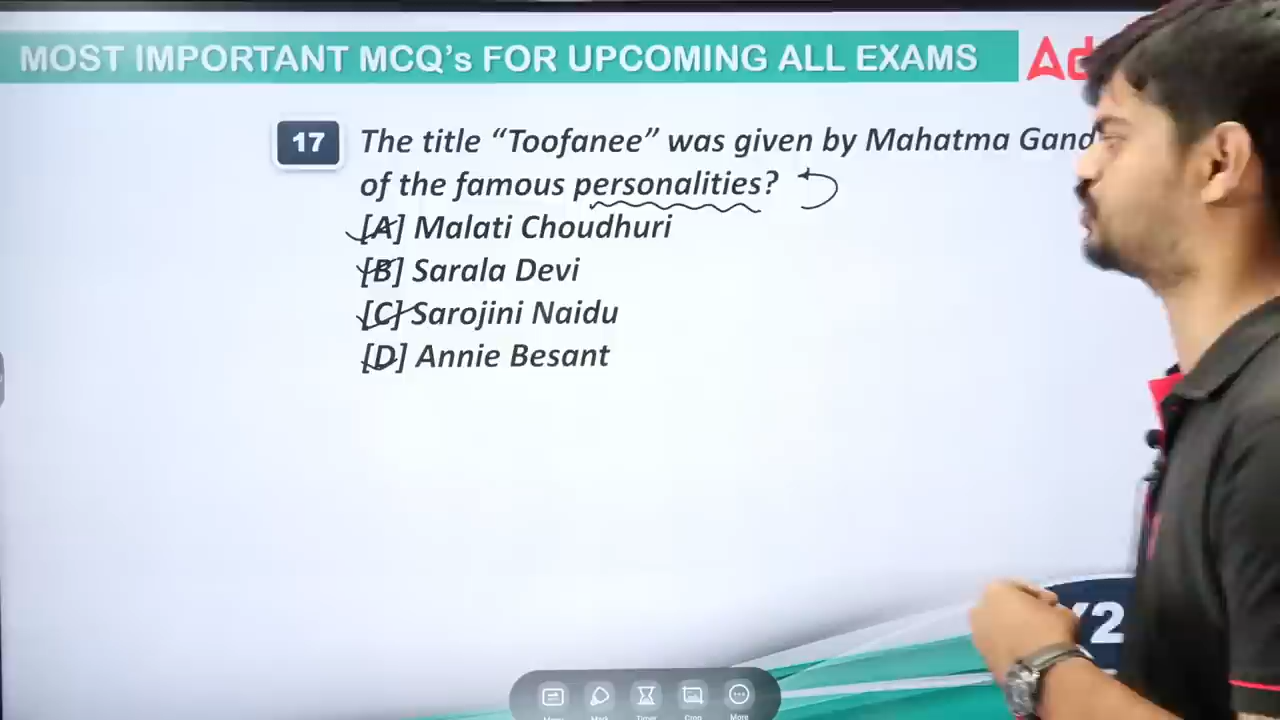 MOST IMPORTANT MCQ's FOR UPCOMING ALL EXAMS
Ad
17 The title “Toofanee” was given by Mahatma Gand
of the famous personalities?
[A] Malati Choudhuri
[B] Sarala Devi
[C] Sarojini Naidu
[D] Annie Besant